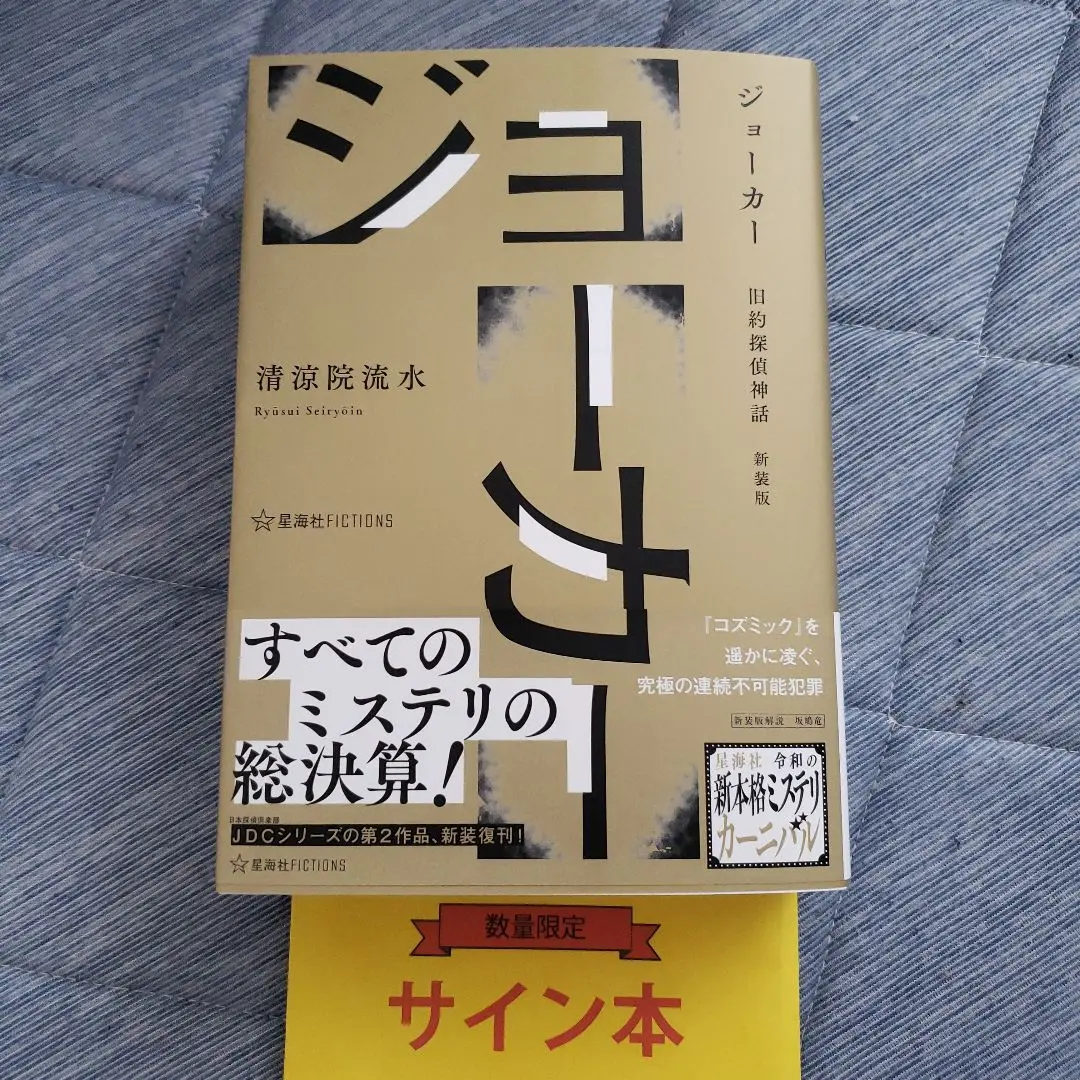 ジョーカー
ジョーカー 旧約探偵神話 新装版
清涼院流水
Ryūsui Seiryōin
☆星海社FICTIONS
『コズミック』を
遥かに凌ぐ、
究極の連続不可能犯罪
新装版解説 坂嶋竜
すべての
ミステリの
総決算!
日本探偵倶楽部
JDCシリーズの第2作品、新装復刊!
☆星海社FICTIONS
星海社 令和の
新本格ミステリ
カーニバル
数量限定
サイン本